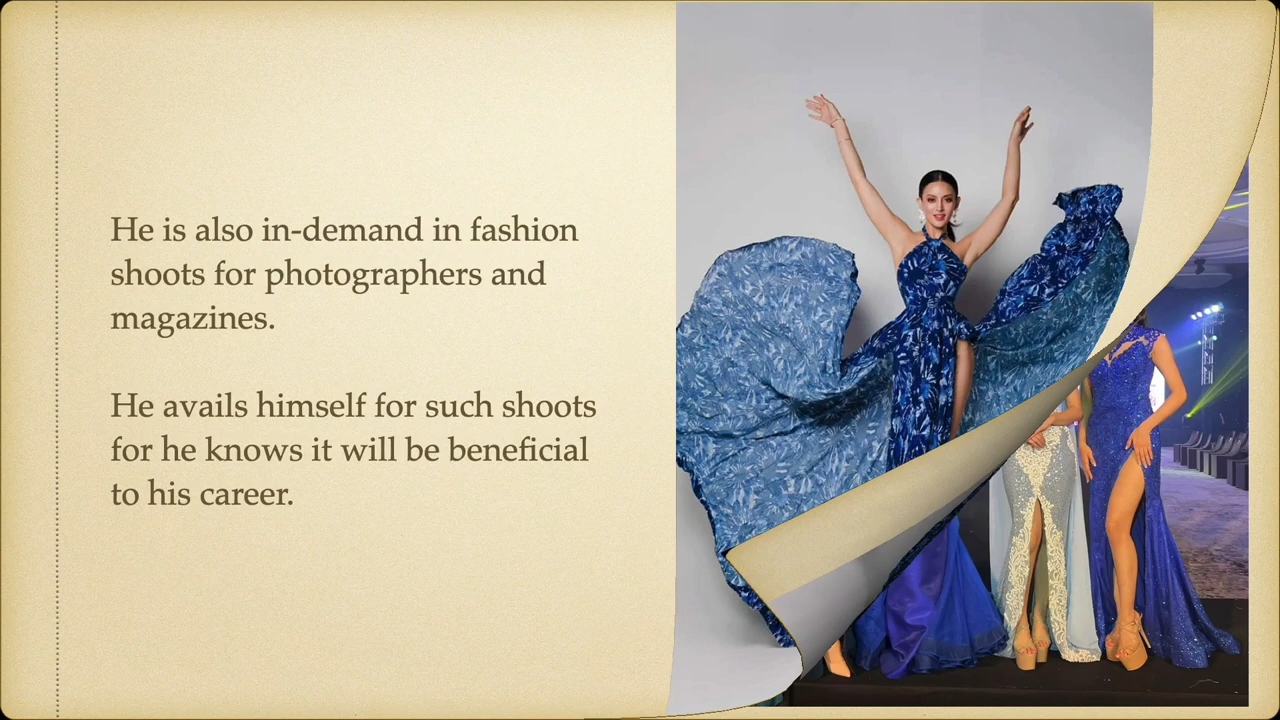 He is also in-demand in fashion
shoots for photographers and
magazines.
He avails himself for such shoots
for he knows it will be beneficial
to his career.